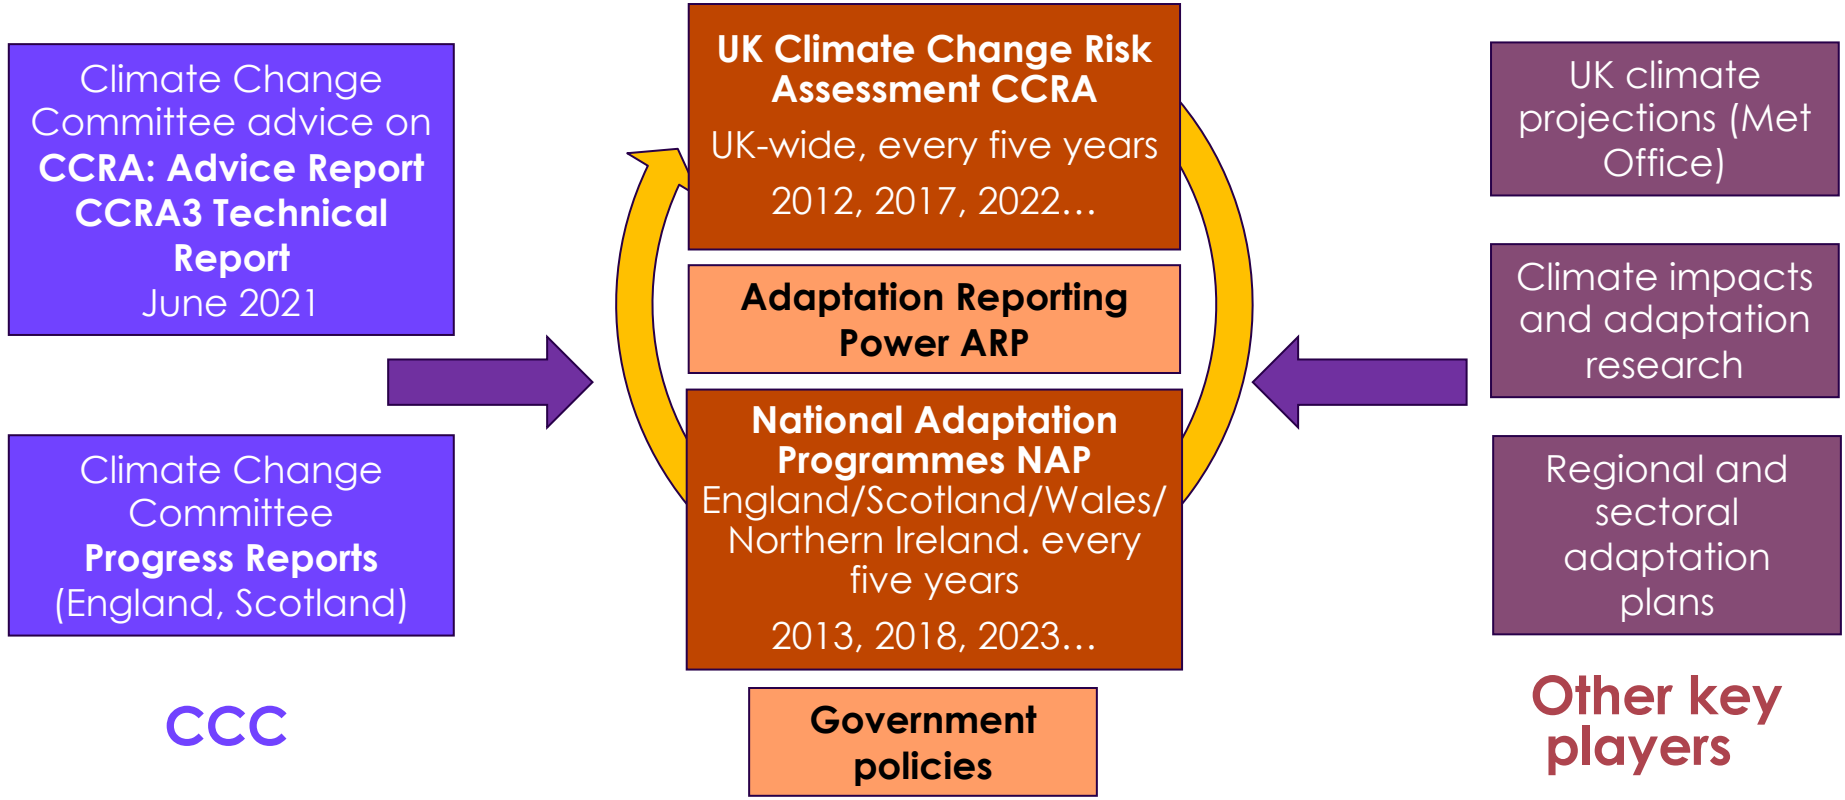 Climate Change
Committee advice on
CCRA: Advice Report
CCRA3 Technical
Report
June 2021
Climate Change
Committee
Progress Reports
(England, Scotland)
CCC
UK Climate Change Risk
Assessment CCRA
UK-wide, every five years
2012, 2017, 2022…
Adaptation Reporting
Power ARP
National Adaptation
Programmes NAP
England/Scotland/Wales/
Northern Ireland. every
five years
2013, 2018, 2023…
Government
policies
UK climate
projections (Met
Office)
Climate impacts
and adaptation
research
Regional and
sectoral
adaptation
plans
Other key
players